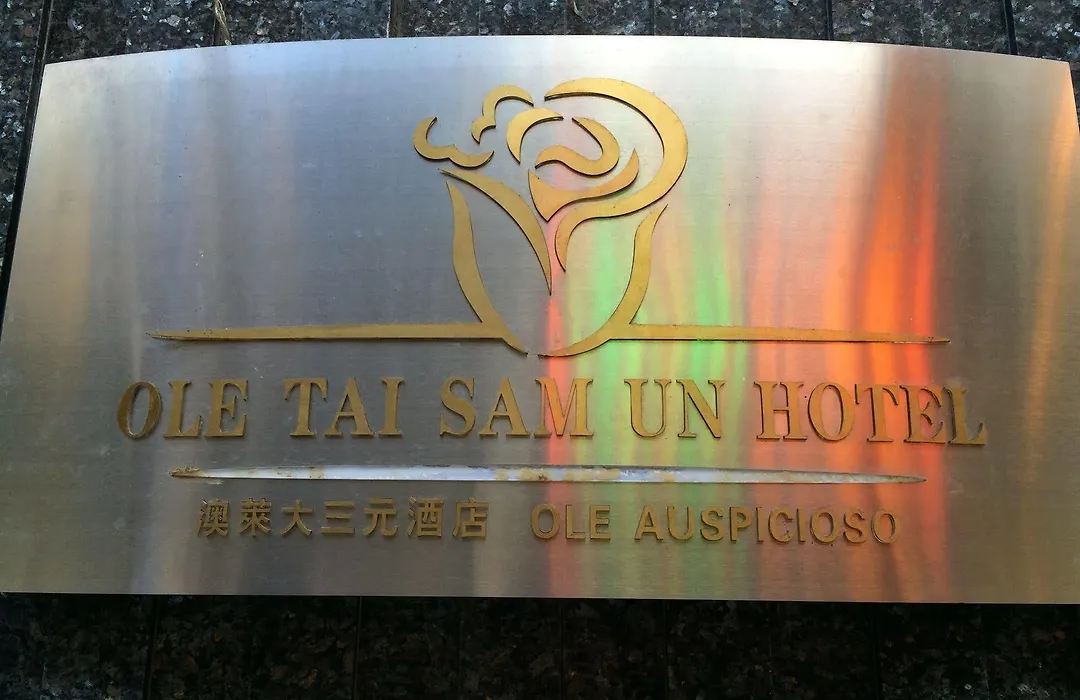 OLE TAI SAM UN HOTEL
澳萊大三元酒店 OLE AUSPICIOSO